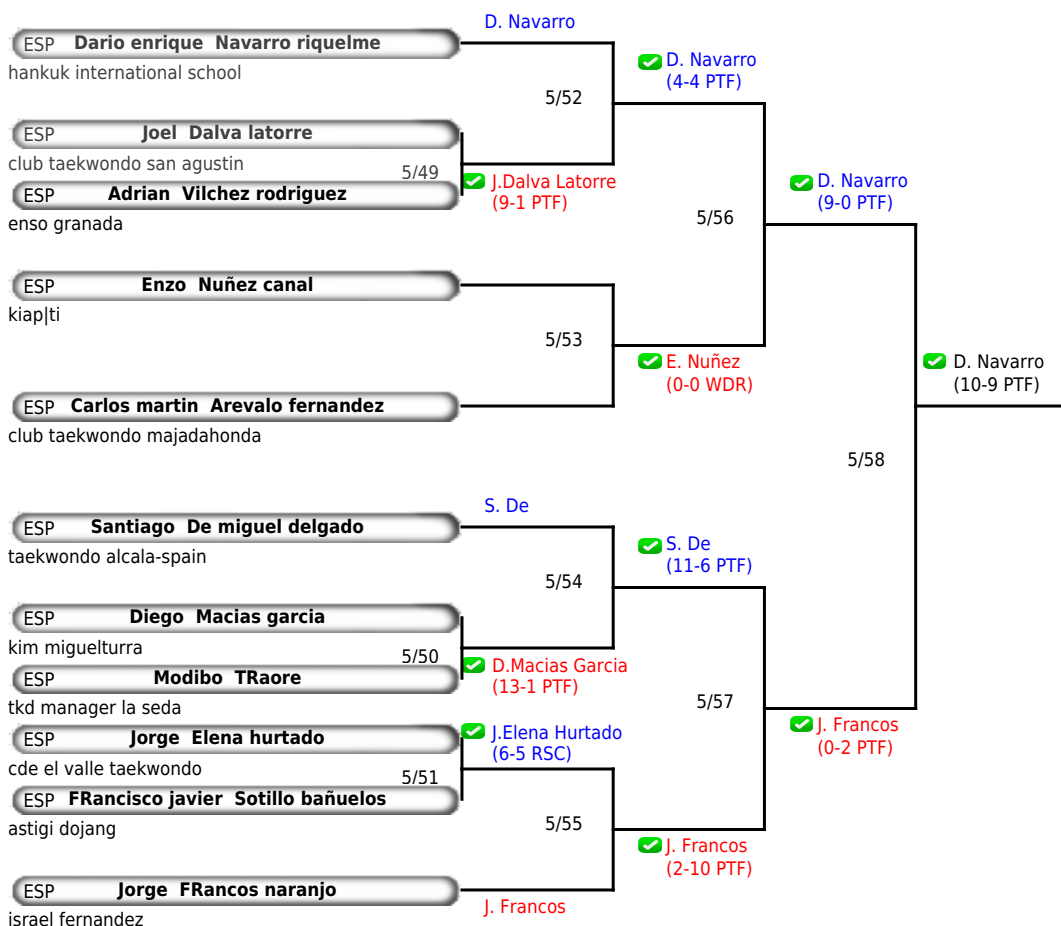 D. Navarro
ESP Dario enrique Navarro riquelme
hankuk international school
D. Navarro
(4-4 PTF)
5/52
ESP Joel Dalva latorre
club taekwondo san agustin
5/49
ESP Adrian Vilchez rodriguez
enso granada
J.Dalva Latorre
(9-1 PTF)
D. Navarro
(9-0 PTF)
5/56
ESP Enzo Nuñez canal
kiap|ti
5/53
E. Nuñez
(0-0 WDR)
D. Navarro
(10-9 PTF)
ESP Carlos martin Arevalo fernandez
club taekwondo majadahonda
5/58
S. De
ESP Santiago De miguel delgado
taekwondo alcala-spain
S. De
(11-6 PTF)
5/54
ESP Diego Macias garcia
kim miguelturra
5/50
ESP Modibo TRaore
tkd manager la seda
D.Macias Garcia
(13-1 PTF)
5/57
ESP Jorge Elena hurtado
cde el valle taekwondo
J.Elena Hurtado
(6-5 RSC)
J. Francos
(0-2 PTF)
5/51
ESP FRancisco javier Sotillo bañuelos
astigi dojang
5/55
J. Francos
(2-10 PTF)
ESP Jorge FRancos naranjo
israel fernandez
J. Francos